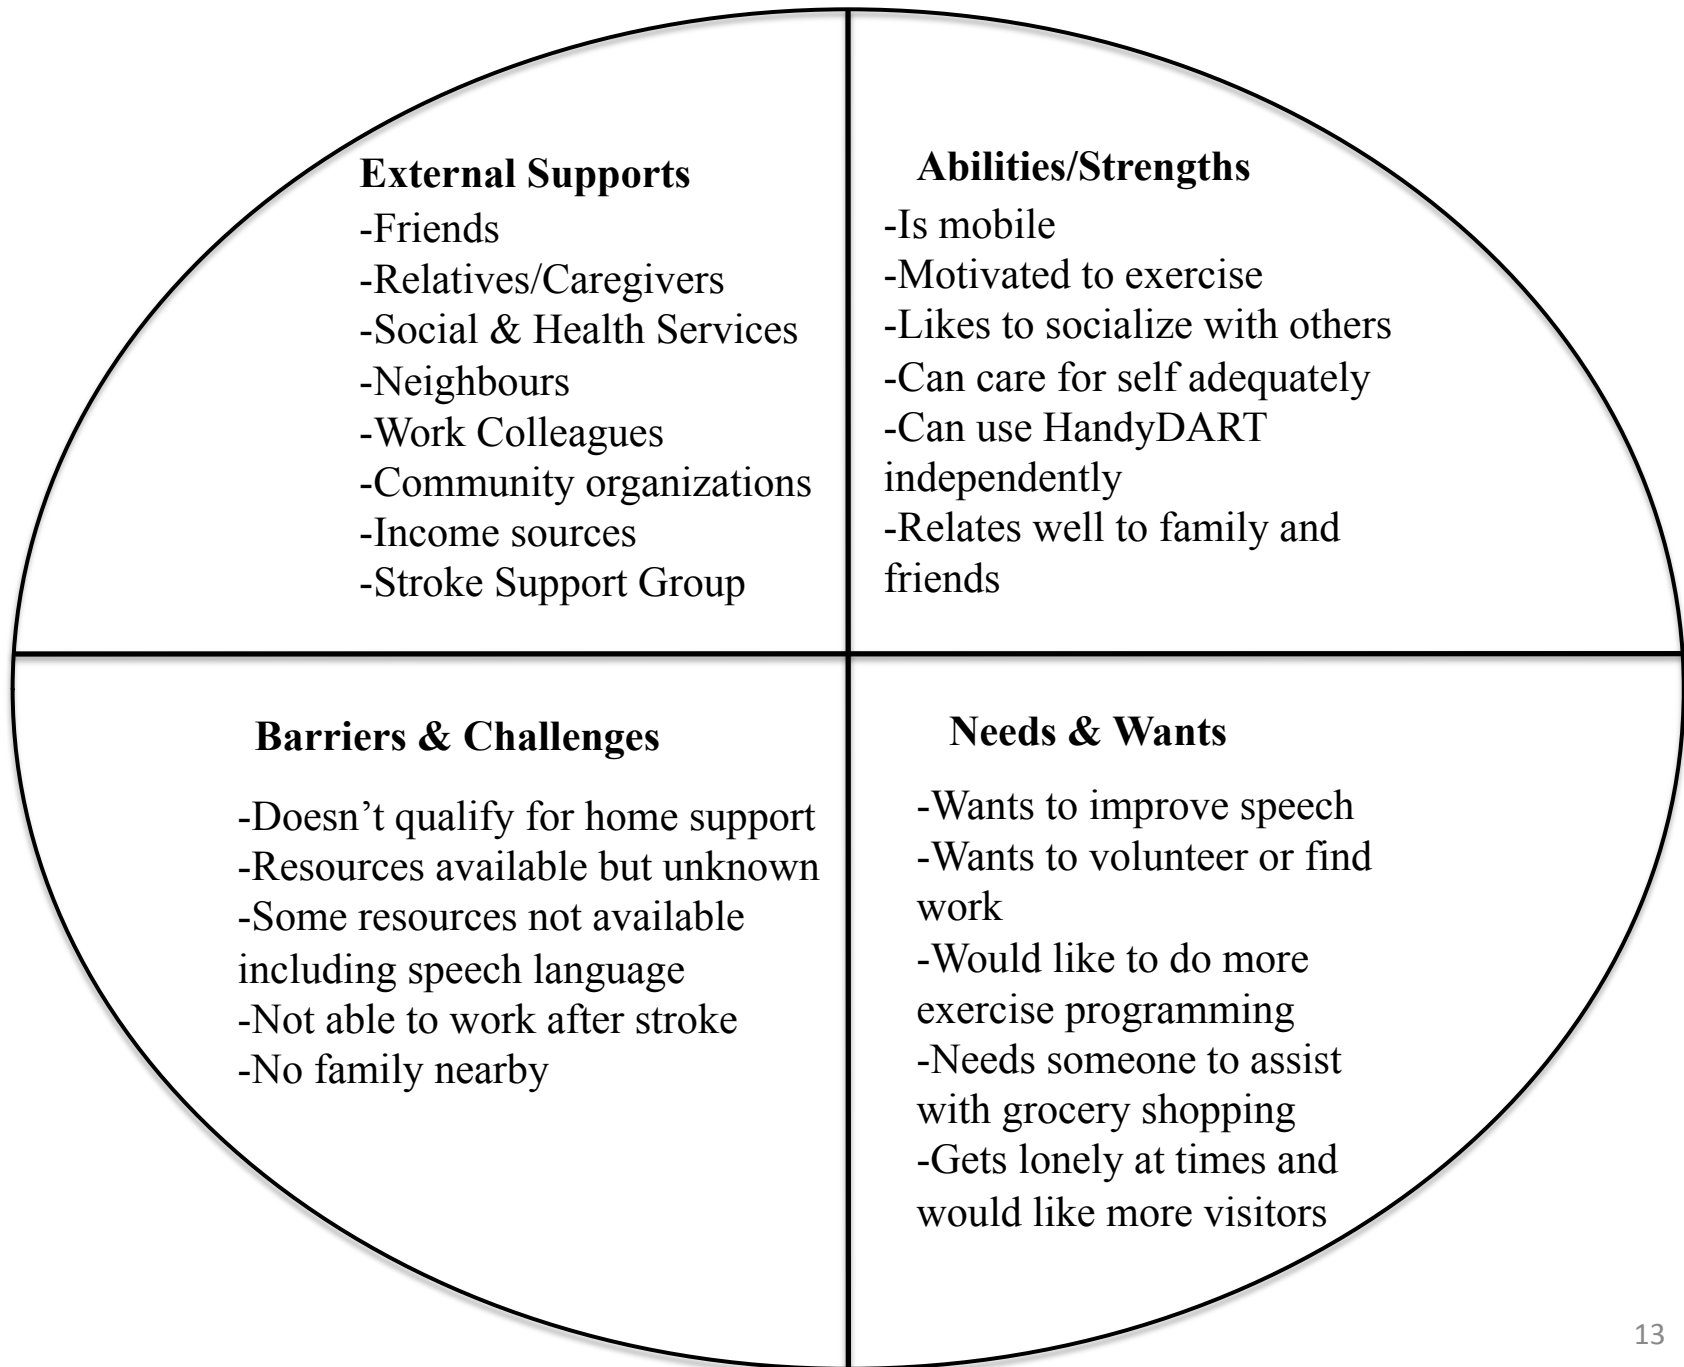 External Supports
-Friends
-Relatives/Caregivers
-Social & Health Services
-Neighbours
-Work Colleagues
-Community organizations
-Income sources
-Stroke Support Group
Abilities/Strengths
-Is mobile
-Motivated to exercise
-Likes to socialize with others
-Can care for self adequately
-Can use HandyDART
independently
-Relates well to family and
friends
Barriers & Challenges
-Doesn’t qualify for home support
-Resources available but unknown
-Some resources not available
including speech language
-Not able to work after stroke
-No family nearby
Needs & Wants
-Wants to improve speech
-Wants to volunteer or find
work
-Would like to do more
exercise programming
-Needs someone to assist
with grocery shopping
-Gets lonely at times and
would like more visitors
13